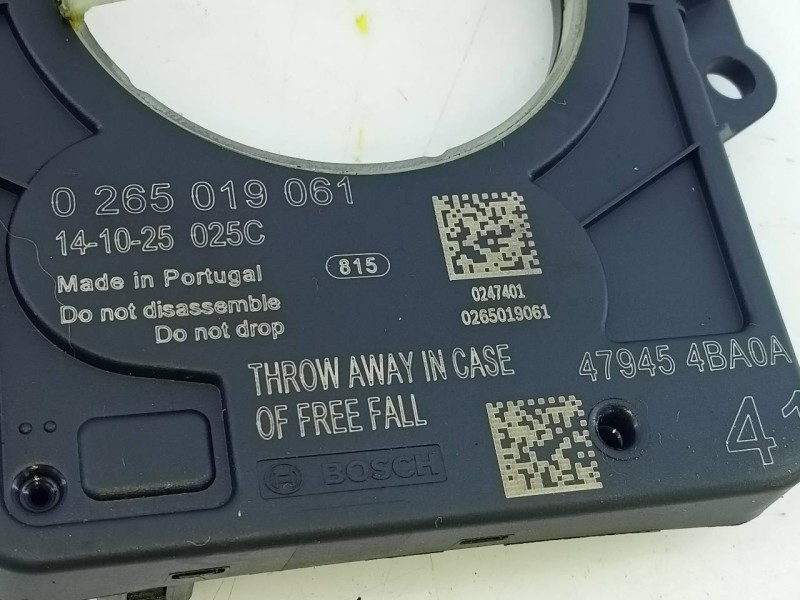 0 265 019 061
14-10-25 025C
Made in Portugal
815
Do not disassemble
Do not drop
0247401
0265019061
THROW AWAY IN CASE
OF FREE FALL
47945 4BA0A
41
BOSCH